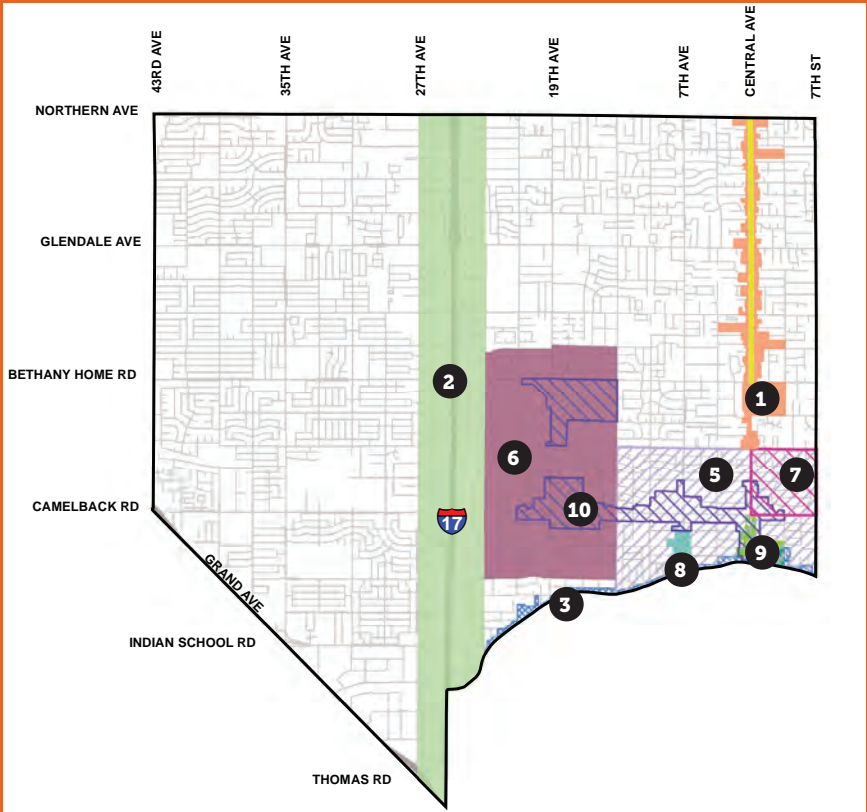 43RD AVE
35TH AVE
27TH AVE
19TH AVE
7TH AVE
CENTRAL AVE
7TH ST
NORTHERN AVE
GLENDALE AVE
BETHANY HOME RD
2
1
6
5
7
CAMELBACK RD
10
17
9
8
GRAND AVE
3
INDIAN SCHOOL RD
THOMAS RD